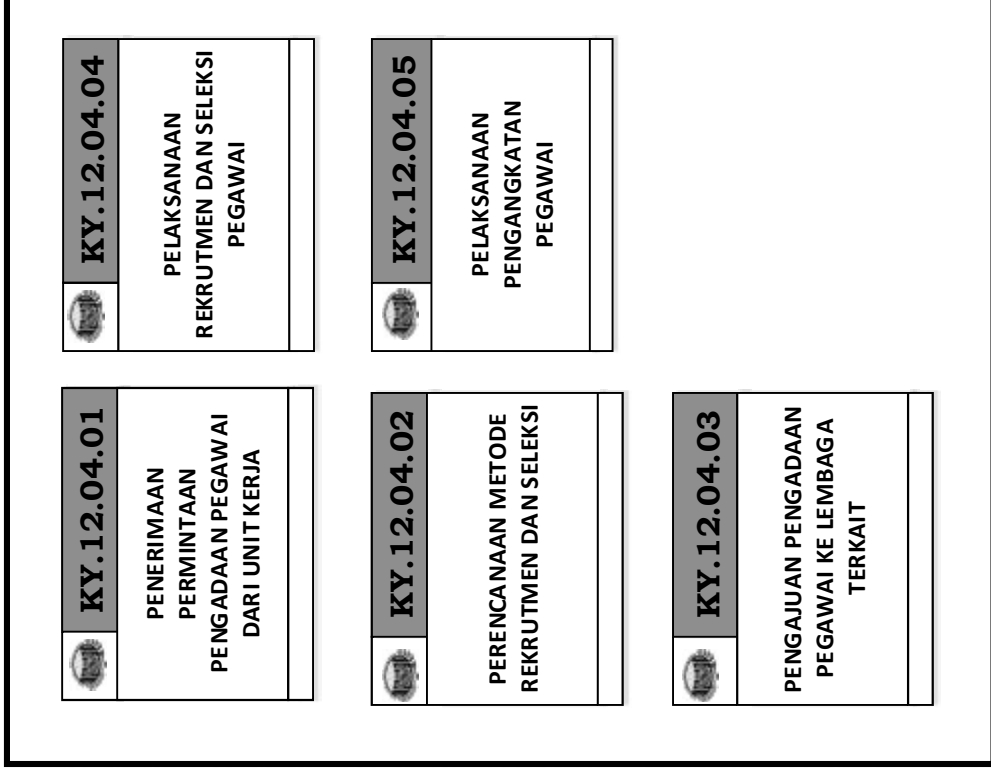 KY.12.04.01
PENERIMAAN
PERMINTAAN
PENGADAAN PEGAWAI
DARI UNIT KERJA
KY.12.04.02
PERENCANAAN METODE
REKRUTMEN DAN SELEKSI
KY.12.04.03
PENGAJUAN PENGADAAN
PEGAWAI KE LEMBAGA
TERKAIT
KY.12.04.04
PELAKSANAAN
REKRUTMEN DAN SELEKSI
PEGAWAI
KY.12.04.05
PELAKSANAAN
PENGANGKATAN
PEGAWAI